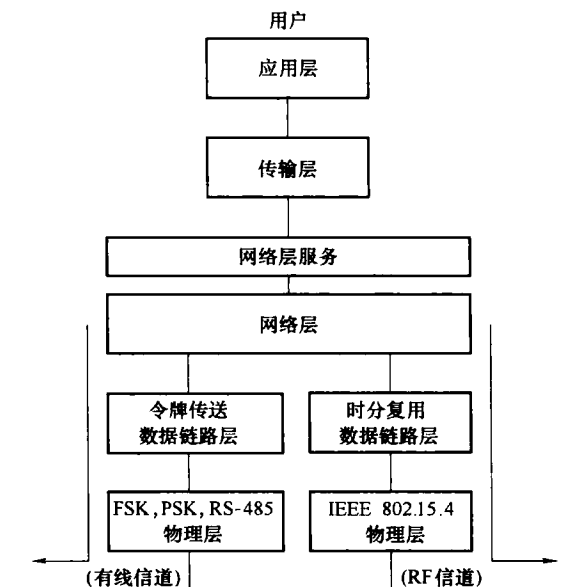 用户
应用层
传输层
网络层服务
网络层
令牌传送
数据链路层
时分复用
数据链路层
FSK,PSK,RS-485
物理层
IEEE 802.15.4
物理层
(有线信道)
(RF信道)